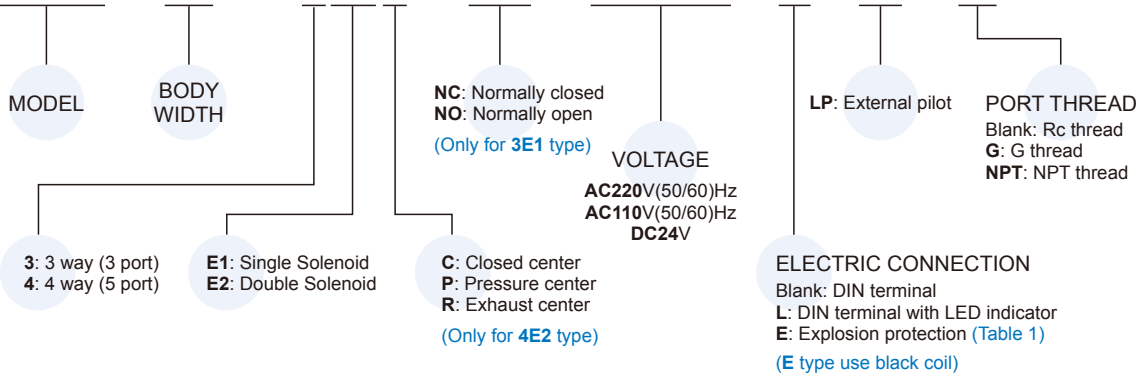 MODEL
BODY
WIDTH
NC: Normally closed
NO: Normally open
(Only for 3E1 type)
VOLTAGE
AC220V(50/60)Hz
AC110V(50/60)Hz
DC24V
LP: External pilot
PORT THREAD
Blank: Rc thread
G: G thread
NPT: NPT thread
3: 3 way (3 port)
4: 4 way (5 port)
E1: Single Solenoid
E2: Double Solenoid
C: Closed center
P: Pressure center
R: Exhaust center
(Only for 4E2 type)
ELECTRIC CONNECTION
Blank: DIN terminal
L: DIN terminal with LED indicator
E: Explosion protection (Table 1)
(E type use black coil)